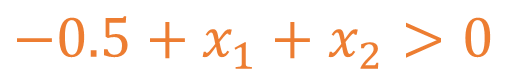 −0.5 + x₁ + x₂ > 0